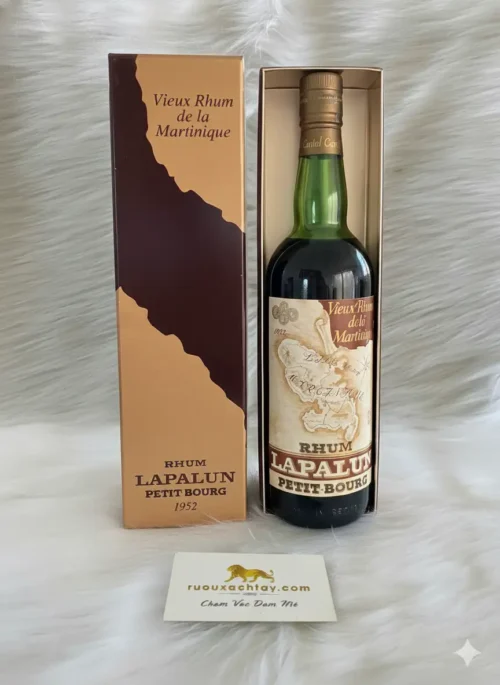 Vieux Rhum
de la
Martinique
RHUM
LAPALUN
PETIT BOURG
1952
Vieux Rhum
de la
Martinique
RHUM
LAPALUN
PETIT-BOURG
ruouxachtay.com
Cham Voc Dam Me